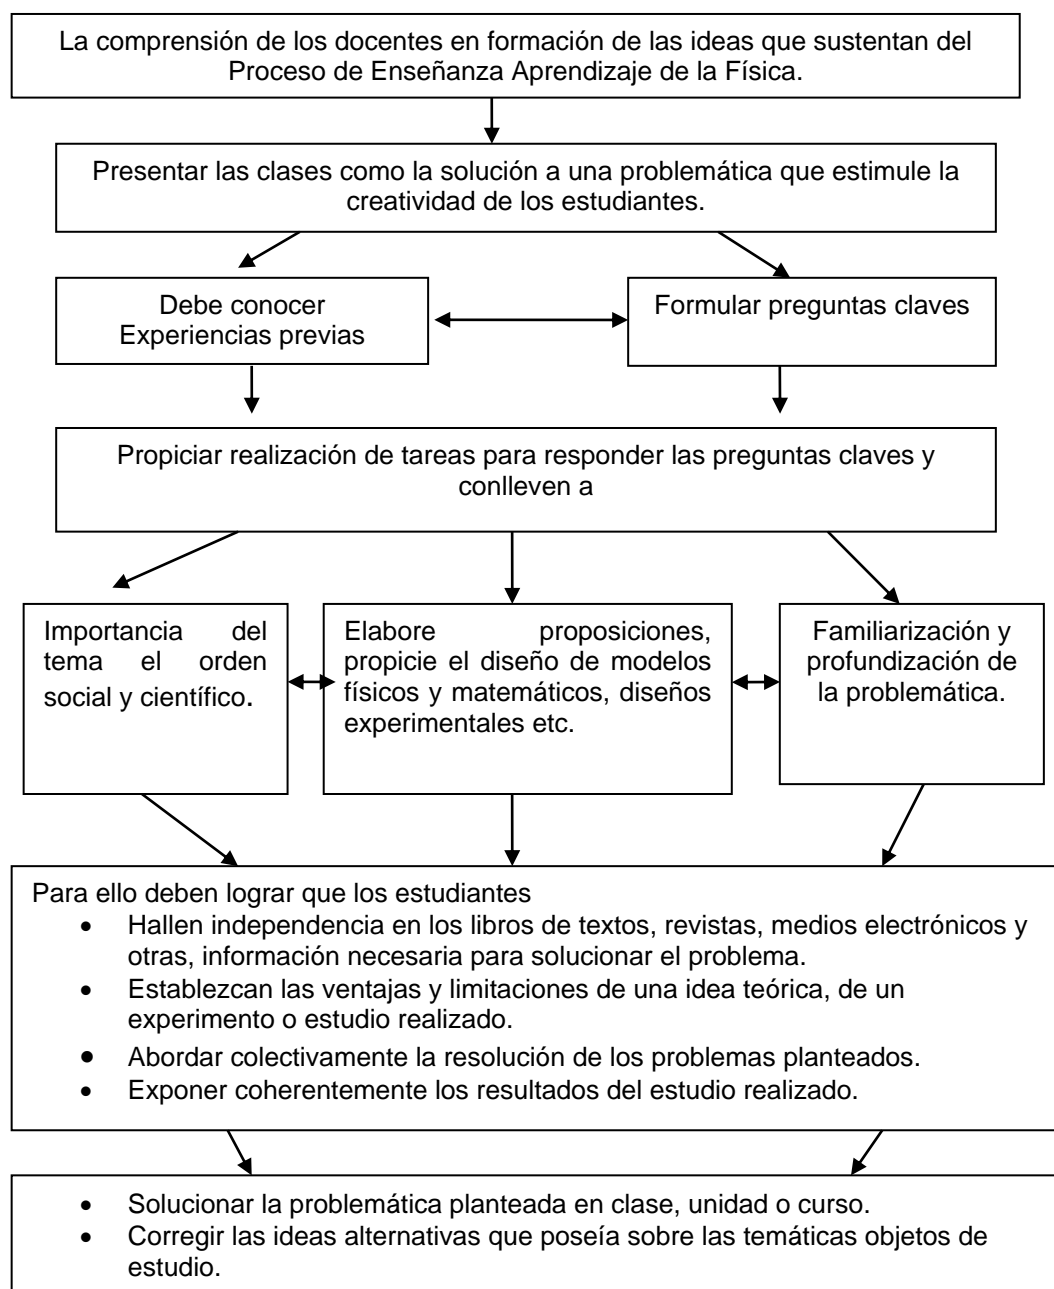 La comprensión de los docentes en formación de las ideas que sustentan del
Proceso de Enseñanza Aprendizaje de la Física.
Presentar las clases como la solución a una problemática que estimule la
creatividad de los estudiantes.
Debe conocer
Experiencias previas
Formular preguntas claves
Propiciar realización de tareas para responder las preguntas claves y
conlleven a
Importancia del
tema el orden
social y científico.
Elabore proposiciones,
propicie el diseño de modelos
físicos y matemáticos, diseños
experimentales etc.
Familiarización y
profundización de
la problemática.
Para ello deben lograr que los estudiantes
• Hallen independencia en los libros de textos, revistas, medios electrónicos y
otras, información necesaria para solucionar el problema.
• Establezcan las ventajas y limitaciones de una idea teórica, de un
experimento o estudio realizado.
• Abordar colectivamente la resolución de los problemas planteados.
• Exponer coherentemente los resultados del estudio realizado.
• Solucionar la problemática planteada en clase, unidad o curso.
• Corregir las ideas alternativas que poseía sobre las temáticas objetos de
estudio.